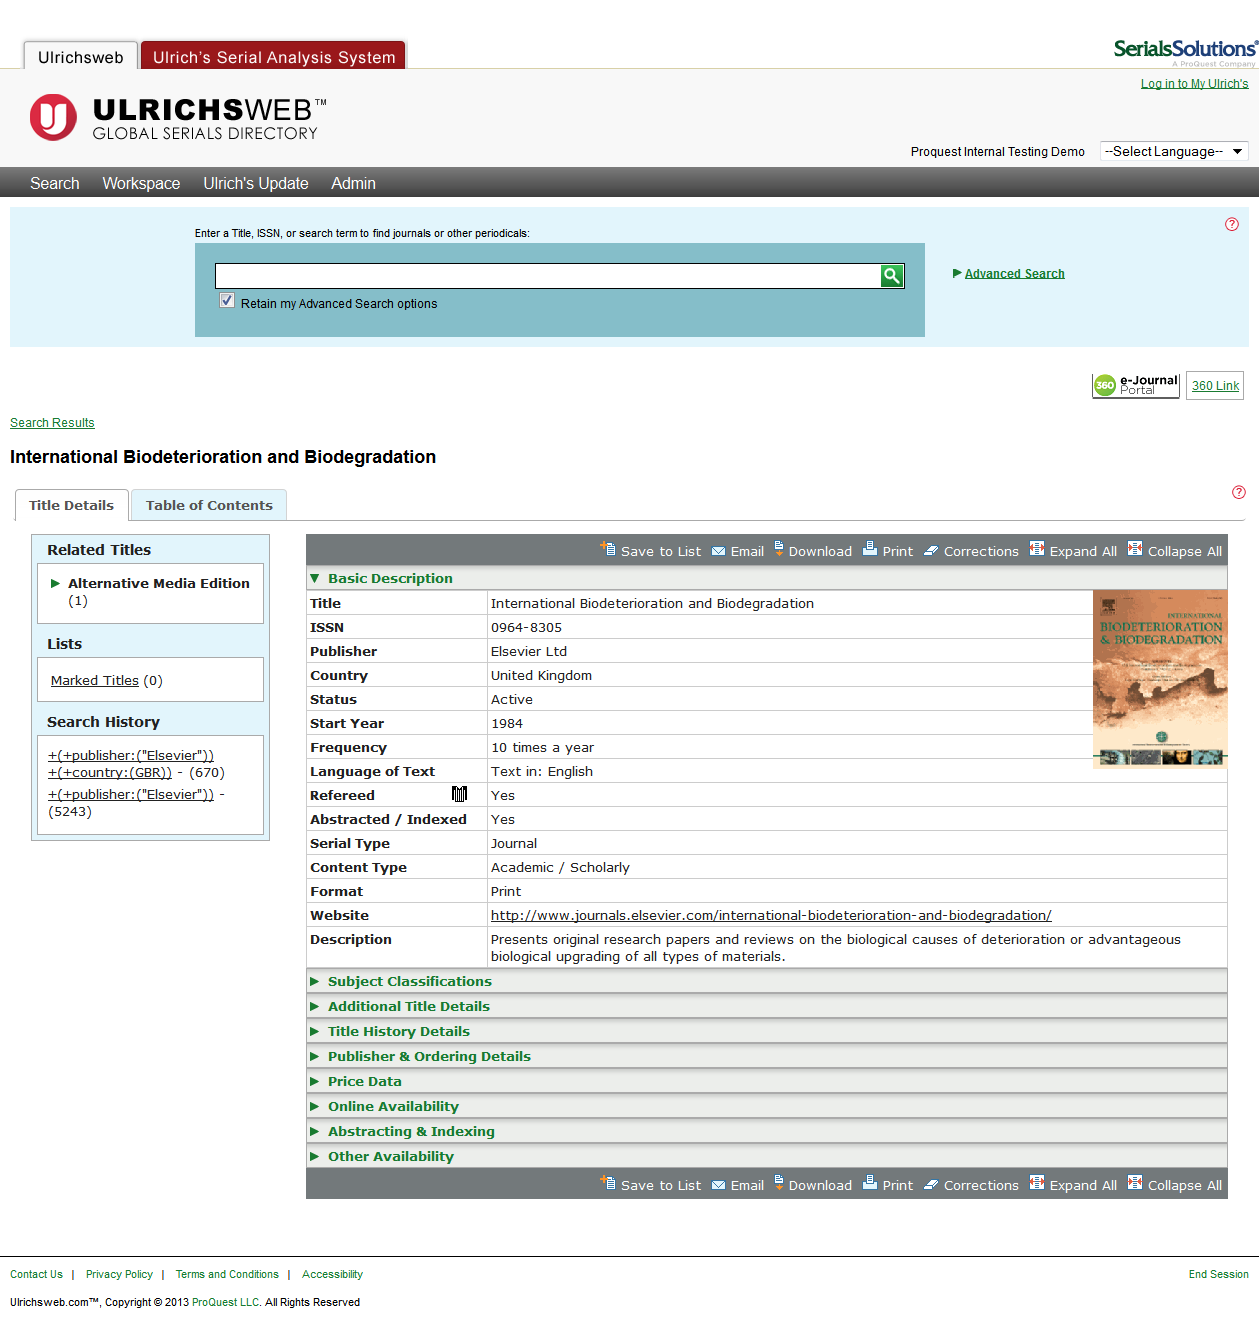 Ulrichsweb
Ulrich's Serial Analysis System
SerialsSolutions®
A ProQuest Company
Log in to My Ulrich's
ULRICHSWEB™
GLOBAL SERIALS DIRECTORY
Proquest Internal Testing Demo
--Select Language--
Search Workspace Ulrich's Update Admin
Enter a Title, ISSN, or search term to find journals or other periodicals:
Advanced Search
Retain my Advanced Search options
360 e-Journal Portal
360 Link
Search Results
International Biodeterioration and Biodegradation
Title Details
Table of Contents
Related Titles
Alternative Media Edition
(1)
Lists
Marked Titles (0)
Search History
+(+publisher:("Elsevier"))
+(+country:(GBR)) - (670)
+(+publisher:("Elsevier")) -
(5243)
Save to List Email Download Print Corrections Expand All Collapse All
Basic Description
Title International Biodeterioration and Biodegradation
ISSN 0964-8305
Publisher Elsevier Ltd
Country United Kingdom
Status Active
Start Year 1984
Frequency 10 times a year
Language of Text Text in: English
Refereed Yes
Abstracted / Indexed Yes
Serial Type Journal
Content Type Academic / Scholarly
Format Print
Website http://www.journals.elsevier.com/international-biodeterioration-and-biodegradation/
Description Presents original research papers and reviews on the biological causes of deterioration or advantageous
biological upgrading of all types of materials.
INTERNATIONAL
BIODETERIORATION
& BIODEGRADATION
Subject Classifications
Additional Title Details
Title History Details
Publisher & Ordering Details
Price Data
Online Availability
Abstracting & Indexing
Other Availability
Save to List Email Download Print Corrections Expand All Collapse All
Contact Us | Privacy Policy | Terms and Conditions | Accessibility
End Session
Ulrichsweb.com™, Copyright © 2013 ProQuest LLC. All Rights Reserved